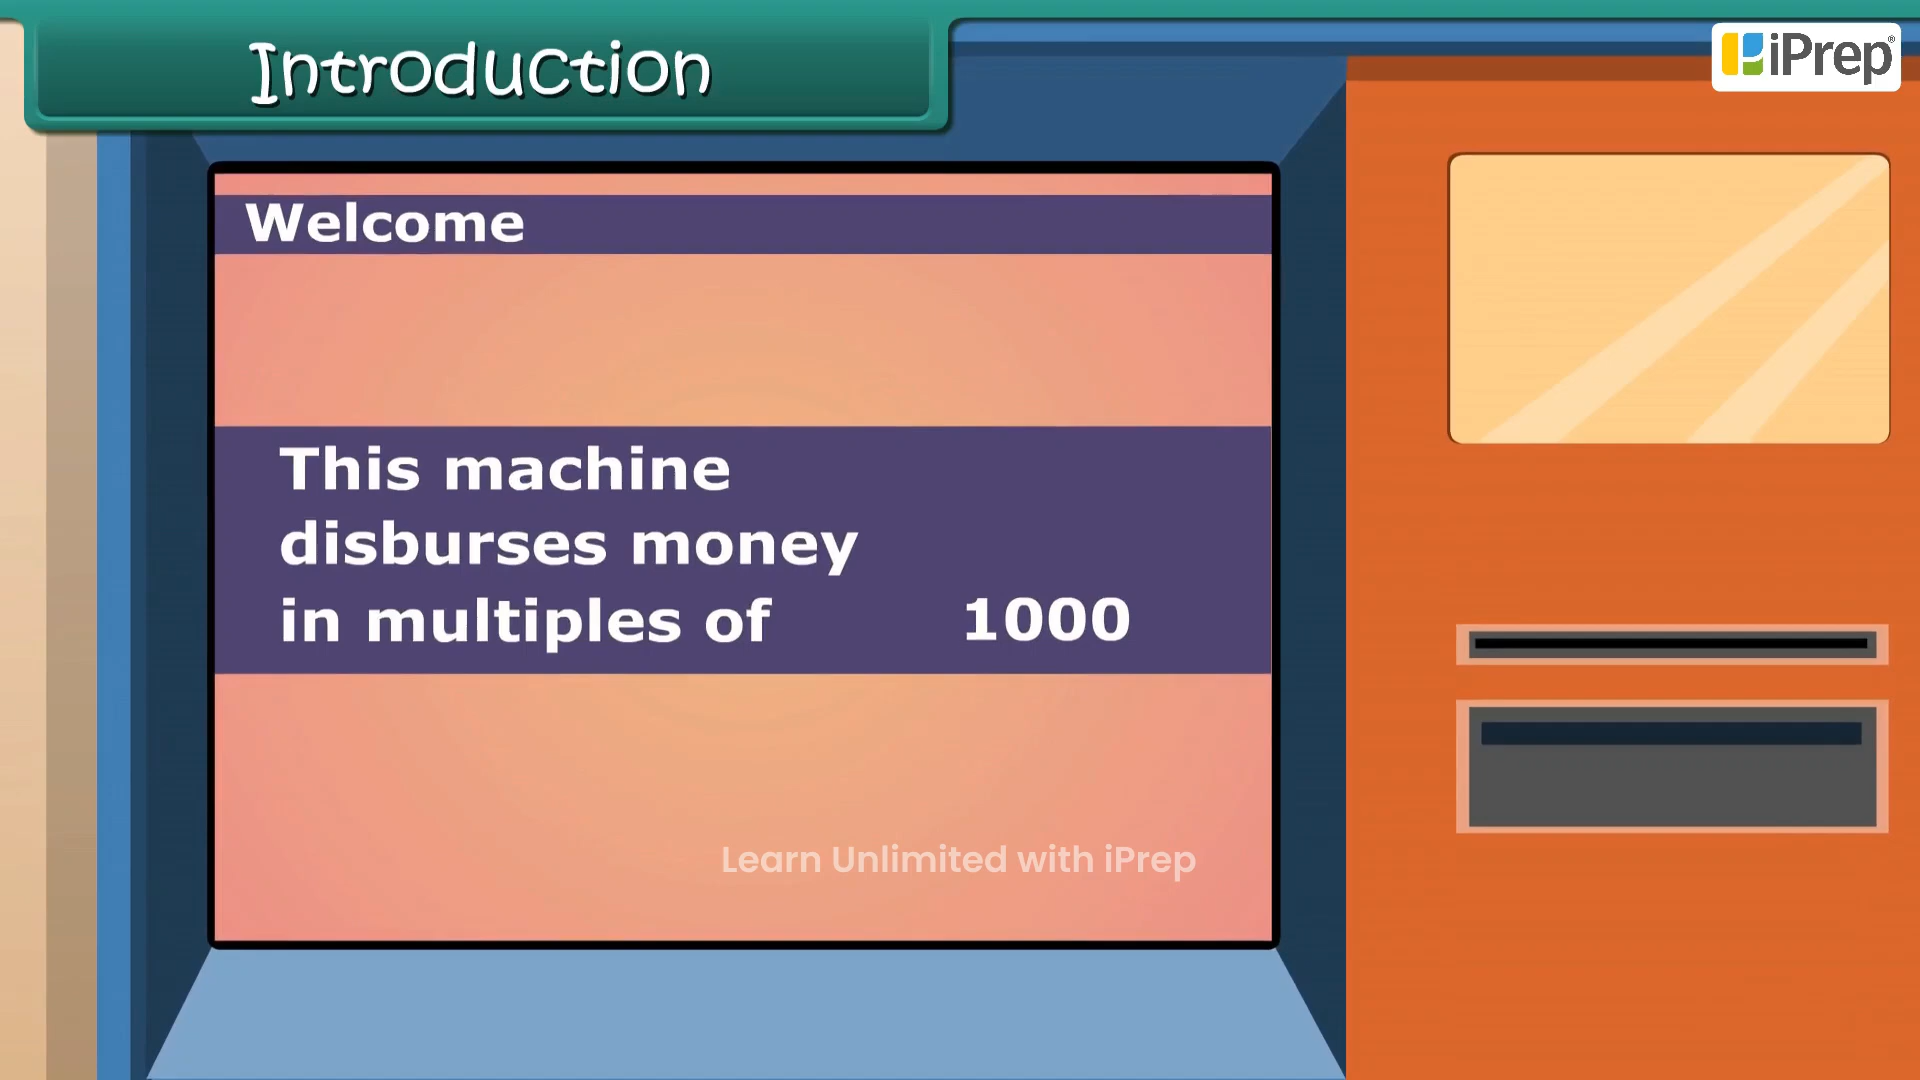 Introduction
iPrep®
Welcome
This machine
disburses money
in multiples of 1000
Learn Unlimited with iPrep